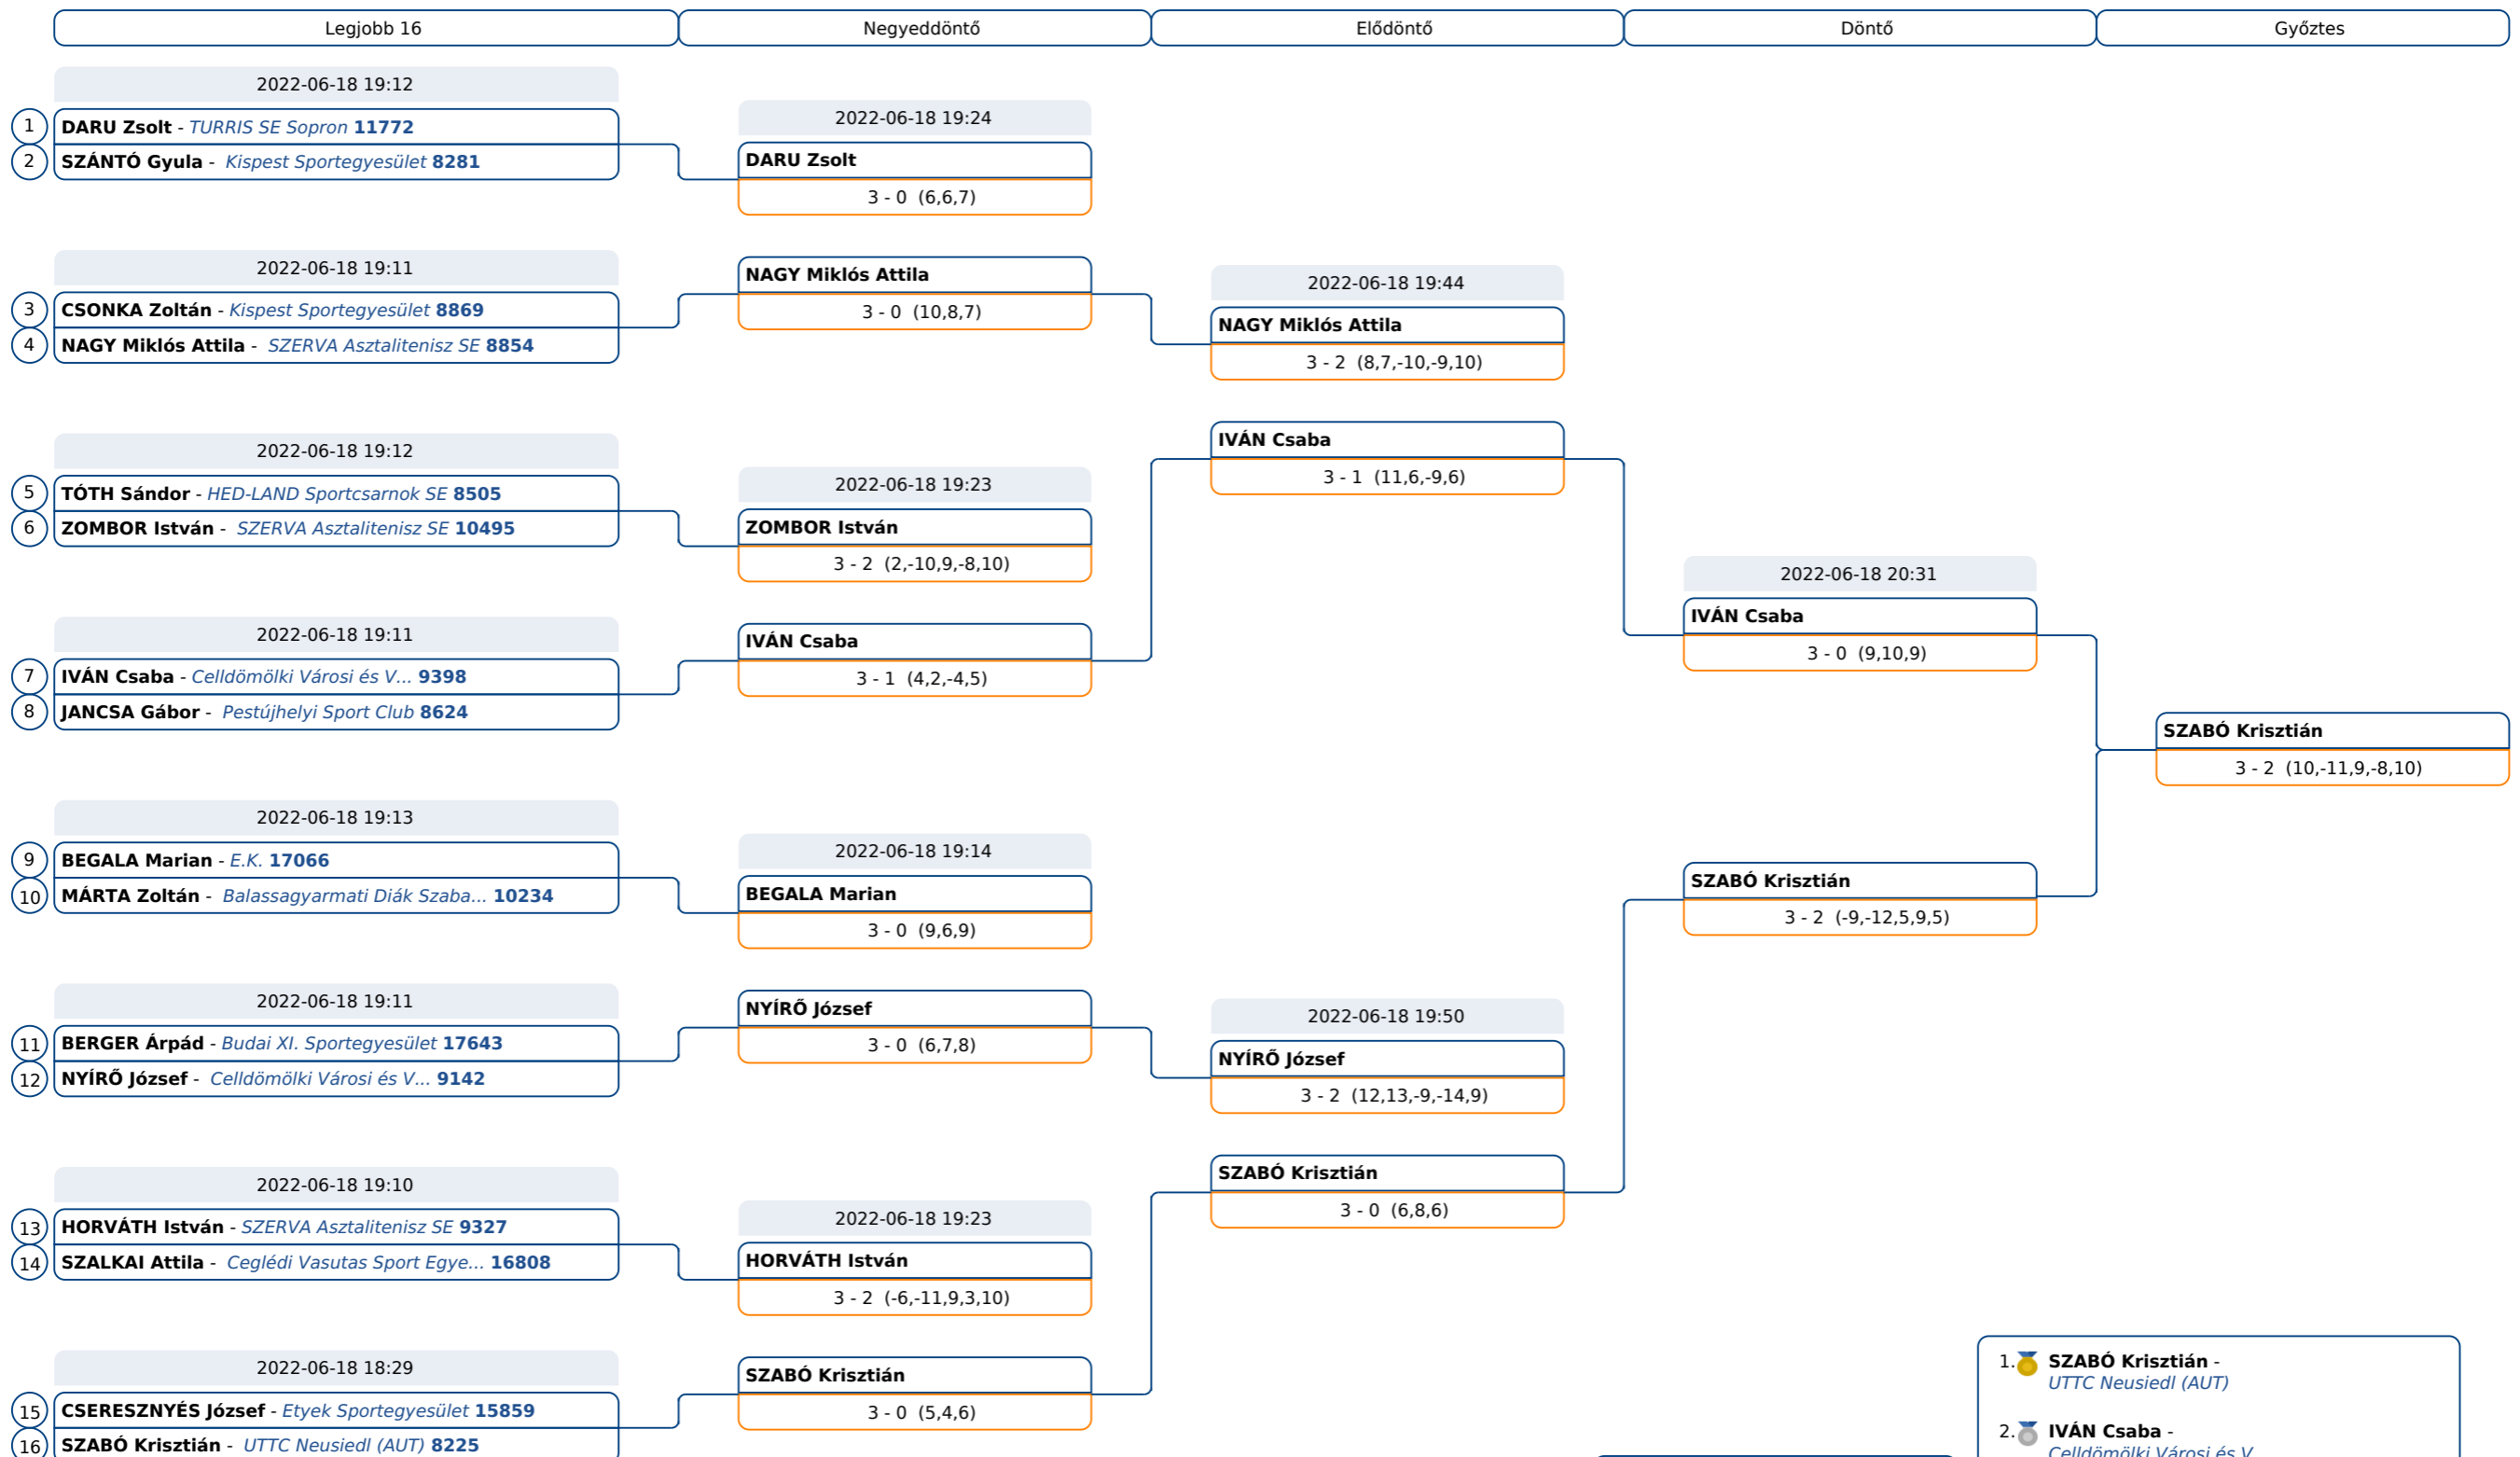 Legjobb 16
Negyeddöntő
Elődöntő
Döntő
Győztes
2022-06-18 19:12
1 DARU Zsolt - TURRIS SE Sopron 11772
2 SZÁNTÓ Gyula - Kispest Sportegyesület 8281
2022-06-18 19:11
3 CSONKA Zoltán - Kispest Sportegyesület 8869
4 NAGY Miklós Attila - SZERVA Asztalitenisz SE 8854
2022-06-18 19:12
5 TÓTH Sándor - HED-LAND Sportcsarnok SE 8505
6 ZOMBOR István - SZERVA Asztalitenisz SE 10495
2022-06-18 19:11
7 IVÁN Csaba - Celldömölki Városi és V... 9398
8 JANCSA Gábor - Pestújhelyi Sport Club 8624
2022-06-18 19:13
9 BEGALA Marian - E.K. 17066
10 MÁRTA Zoltán - Balassagyarmati Diák Szaba... 10234
2022-06-18 19:11
11 BERGER Árpád - Budai XI. Sportegyesület 17643
12 NYÍRŐ József - Celldömölki Városi és V... 9142
2022-06-18 19:10
13 HORVÁTH István - SZERVA Asztalitenisz SE 9327
14 SZALKAI Attila - Ceglédi Vasutas Sport Egye... 16808
2022-06-18 18:29
15 CSERESZNYÉS József - Etyek Sportegyesület 15859
16 SZABÓ Krisztián - UTTC Neusiedl (AUT) 8225
2022-06-18 19:24
DARU Zsolt
3 - 0 (6,6,7)
NAGY Miklós Attila
3 - 0 (10,8,7)
2022-06-18 19:23
ZOMBOR István
3 - 2 (2,-10,9,-8,10)
IVÁN Csaba
3 - 1 (4,2,-4,5)
2022-06-18 19:14
BEGALA Marian
3 - 0 (9,6,9)
NYÍRŐ József
3 - 0 (6,7,8)
2022-06-18 19:23
HORVÁTH István
3 - 2 (-6,-11,9,3,10)
SZABÓ Krisztián
3 - 0 (5,4,6)
2022-06-18 19:44
NAGY Miklós Attila
3 - 2 (8,7,-10,-9,10)
IVÁN Csaba
3 - 1 (11,6,-9,6)
2022-06-18 19:50
NYÍRŐ József
3 - 2 (12,13,-9,-14,9)
SZABÓ Krisztián
3 - 0 (6,8,6)
2022-06-18 20:31
IVÁN Csaba
3 - 0 (9,10,9)
SZABÓ Krisztián
3 - 2 (-9,-12,5,9,5)
SZABÓ Krisztián
3 - 2 (10,-11,9,-8,10)
1. SZABÓ Krisztián -
UTTC Neusiedl (AUT)
2. IVÁN Csaba -
Celldömölki Városi és V